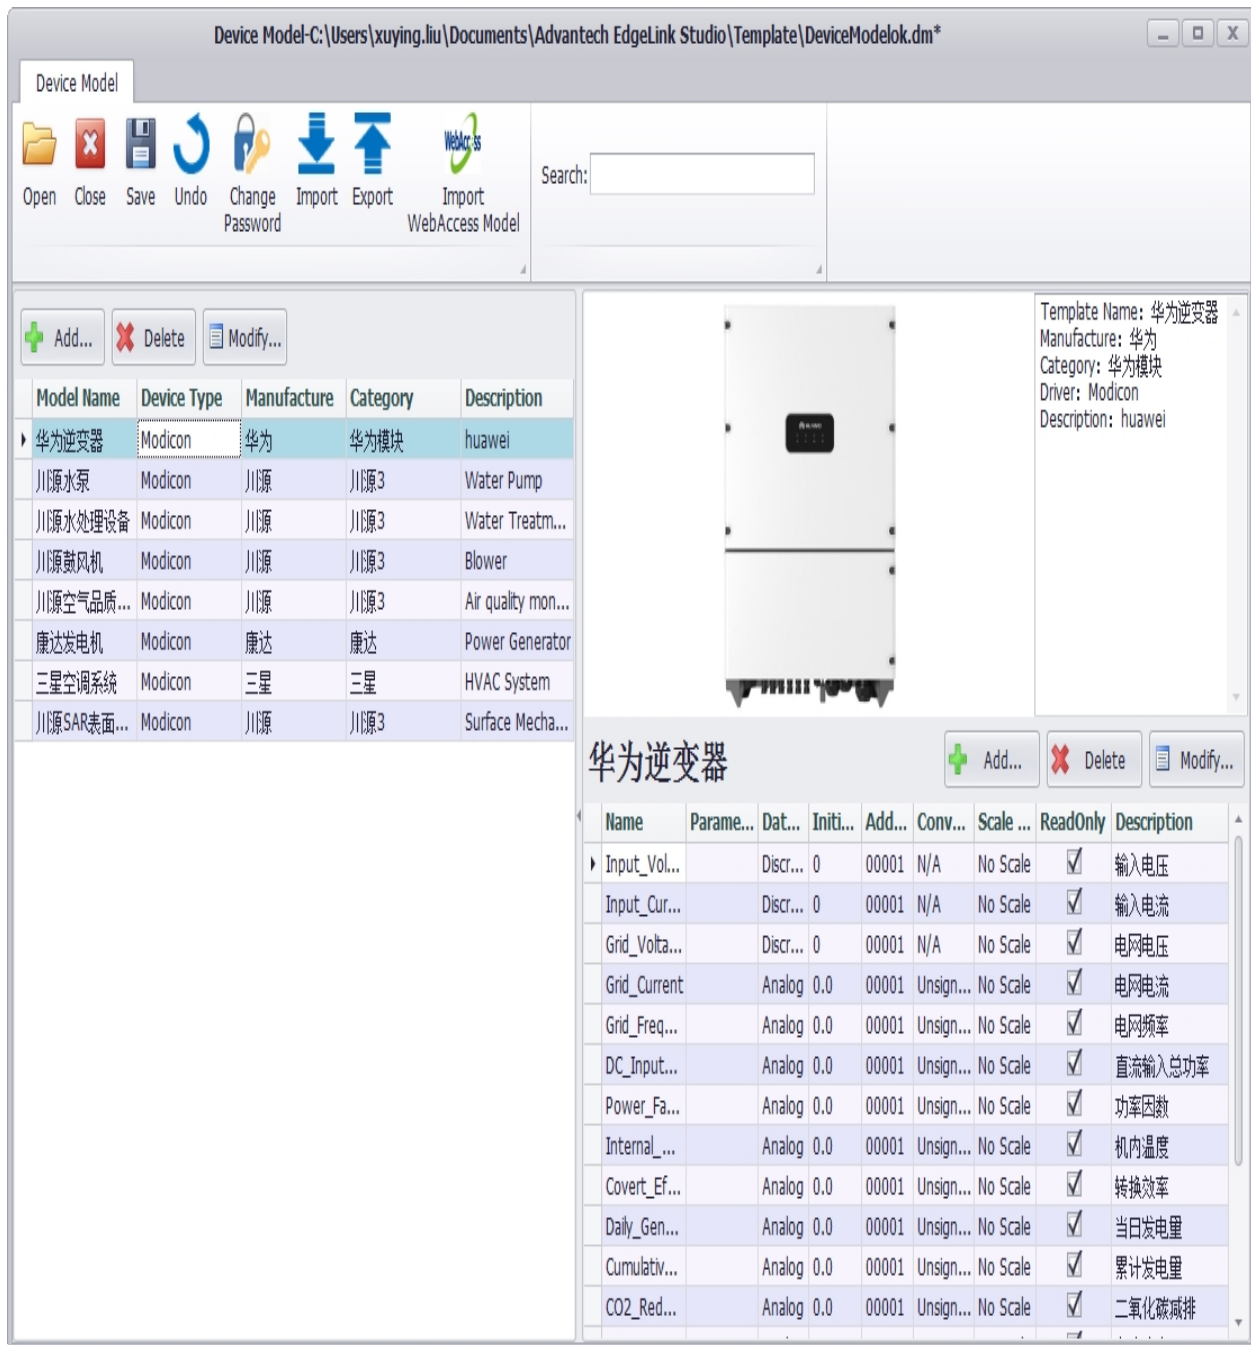 Device Model-C:\Users\xuying.liu\Documents\Advantech EdgeLink Studio\Template\DeviceModelok.dm*
Device Model
Open Close Save Undo Change Password Import Export WebAccess Import WebAccess Model
Search:
Add... Delete Modify...
Model Name Device Type Manufacture Category Description
华为逆变器 Modicon 华为 华为模块 huawei
川源水泵 Modicon 川源 川源3 Water Pump
川源水处理设备 Modicon 川源 川源3 Water Treatm...
川源鼓风机 Modicon 川源 川源3 Blower
川源空气品质... Modicon 川源 川源3 Air quality mon...
康达发电机 Modicon 康达 康达 Power Generator
三星空调系统 Modicon 三星 三星 HVAC System
川源SAR表面... Modicon 川源 川源3 Surface Mecha...
HUAWEI
Template Name: 华为逆变器
Manufacture: 华为
Category: 华为模块
Driver: Modicon
Description: huawei
华为逆变器 Add... Delete Modify...
Name Parame... Dat... Initi... Add... Conv... Scale ... ReadOnly Description
Input_Vol... Discr... 0 00001 N/A No Scale 输入电压
Input_Cur... Discr... 0 00001 N/A No Scale 输入电流
Grid_Volta... Discr... 0 00001 N/A No Scale 电网电压
Grid_Current Analog 0.0 00001 Unsign... No Scale 电网电流
Grid_Freq... Analog 0.0 00001 Unsign... No Scale 电网频率
DC_Input... Analog 0.0 00001 Unsign... No Scale 直流输入总功率
Power_Fa... Analog 0.0 00001 Unsign... No Scale 功率因数
Internal_... Analog 0.0 00001 Unsign... No Scale 机内温度
Covert_Ef... Analog 0.0 00001 Unsign... No Scale 转换效率
Daily_Gen... Analog 0.0 00001 Unsign... No Scale 当日发电量
Cumulativ... Analog 0.0 00001 Unsign... No Scale 累计发电量
CO2_Red... Analog 0.0 00001 Unsign... No Scale 二氧化碳减排